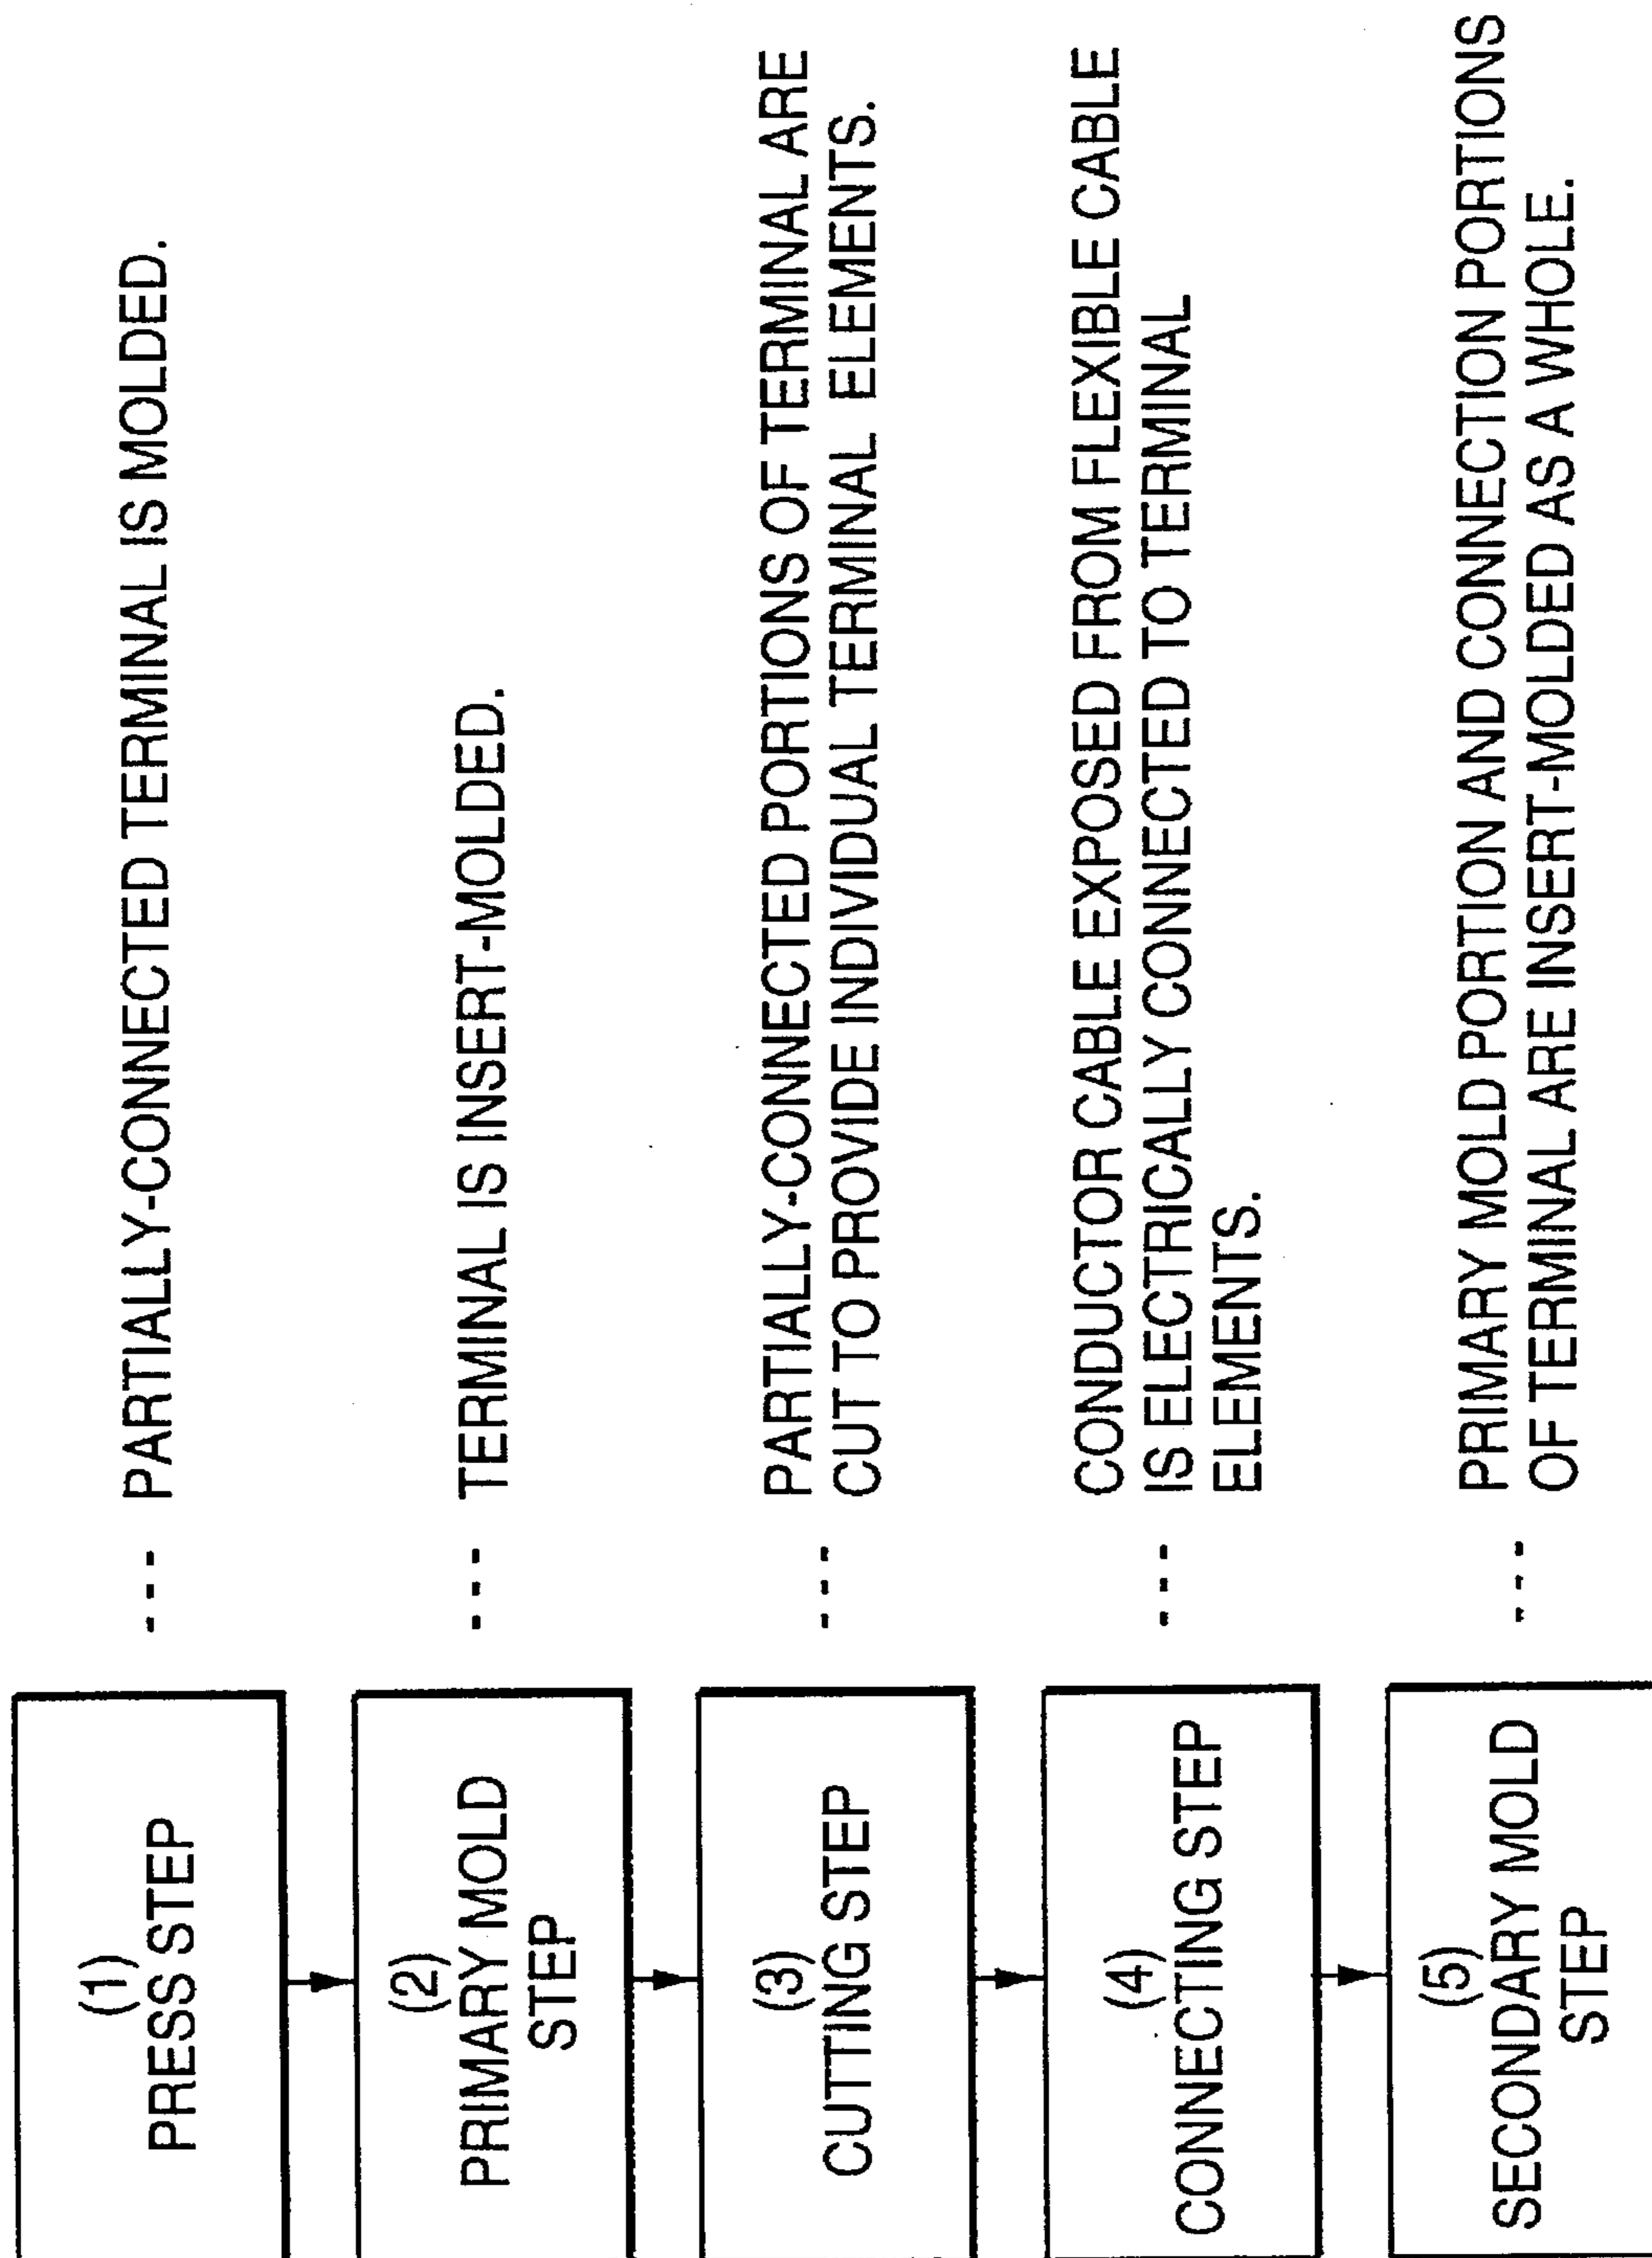 (1)
PRESS STEP
- - - PARTIALLY-CONNECTED TERMINAL IS MOLDED.
(2)
PRIMARY MOLD
STEP
- - - TERMINAL IS INSERT-MOLDED.
(3)
CUTTING STEP
- - - PARTIALLY-CONNECTED PORTIONS OF TERMINAL ARE
CUT TO PROVIDE INDIVIDUAL TERMINAL ELEMENTS.
(4)
CONNECTING STEP
- - - CONDUCTOR CABLE EXPOSED FROM FLEXIBLE CABLE
IS ELECTRICALLY CONNECTED TO TERMINAL
ELEMENTS.
(5)
SECONDARY MOLD
STEP
- - - PRIMARY MOLD PORTION AND CONNECTION PORTIONS
OF TERMINAL ARE INSERT-MOLDED AS A WHOLE.